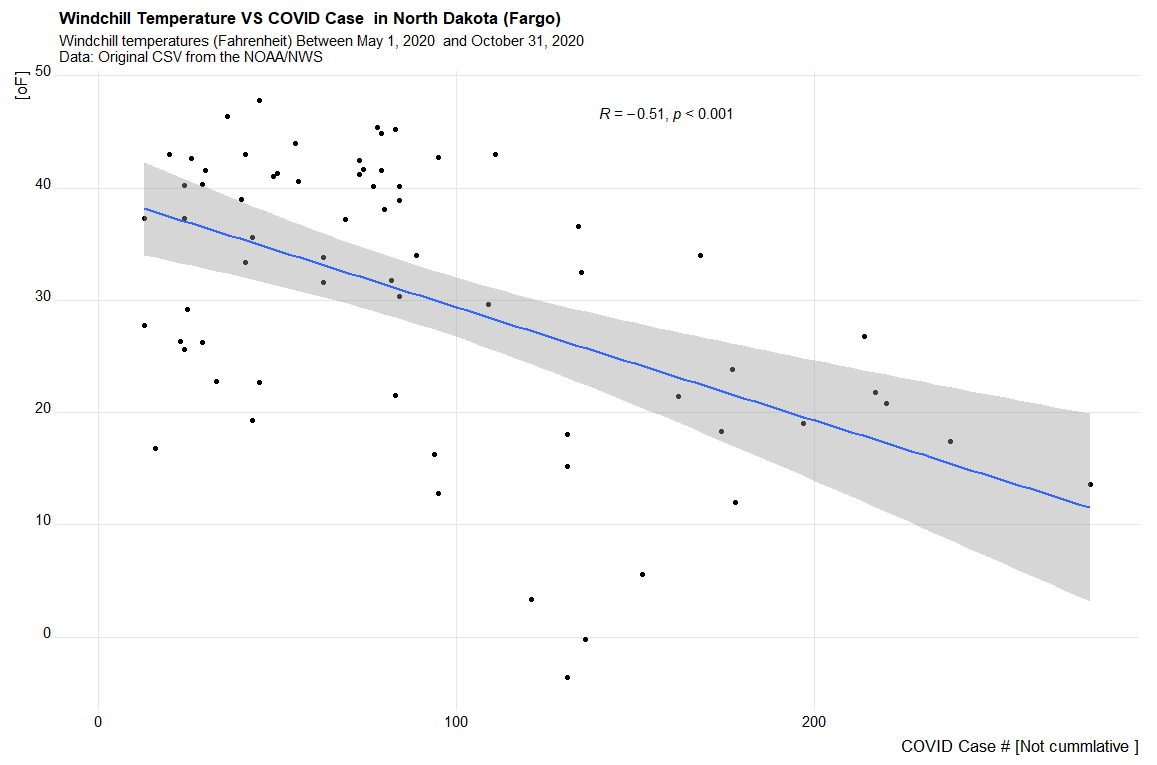 Windchill Temperature VS COVID Case  in North Dakota (Fargo)
Windchill temperatures (Fahrenheit) Between May 1, 2020  and October 31, 2020
Data: Original CSV from the NOAA/NWS
[oF]
50
R = −0.51, p < 0.001
40
30
20
10
0
0 100 200
COVID Case # [Not cummlative ]